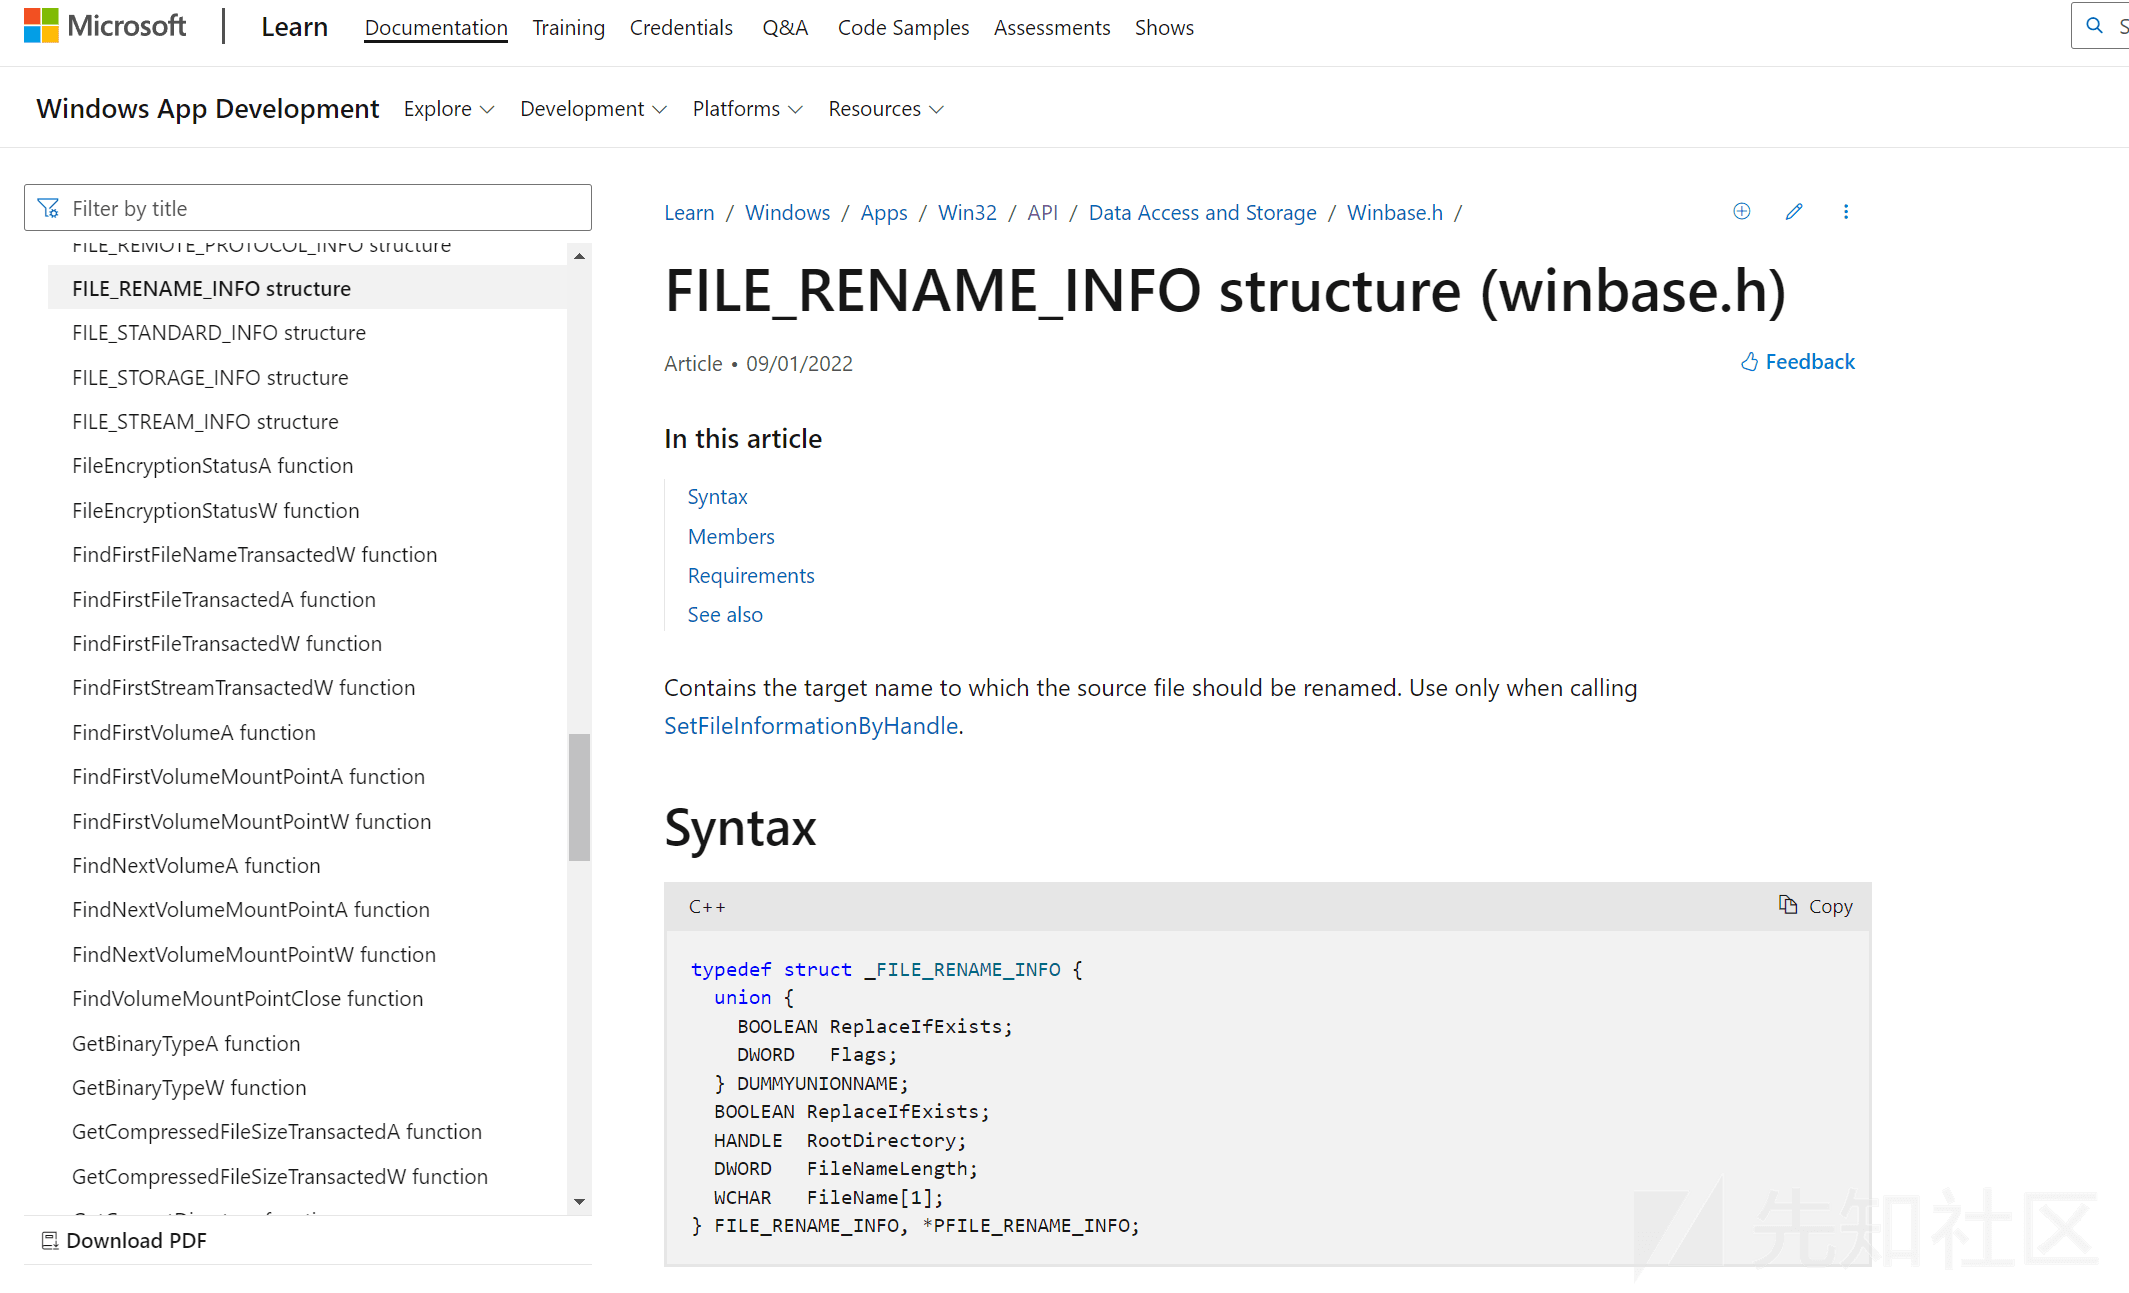 Microsoft Learn Documentation Training Credentials Q&A Code Samples Assessments Shows
Windows App Development Explore Development Platforms Resources
Filter by title
FILE_REMOTE_PROTOCOL_INFO structure
FILE_RENAME_INFO structure
FILE_STANDARD_INFO structure
FILE_STORAGE_INFO structure
FILE_STREAM_INFO structure
FileEncryptionStatusA function
FileEncryptionStatusW function
FindFirstFileNameTransactedW function
FindFirstFileTransactedA function
FindFirstFileTransactedW function
FindFirstStreamTransactedW function
FindFirstVolumeA function
FindFirstVolumeMountPointA function
FindFirstVolumeMountPointW function
FindNextVolumeA function
FindNextVolumeMountPointA function
FindNextVolumeMountPointW function
FindVolumeMountPointClose function
GetBinaryTypeA function
GetBinaryTypeW function
GetCompressedFileSizeTransactedA function
GetCompressedFileSizeTransactedW function
Download PDF
Learn / Windows / Apps / Win32 / API / Data Access and Storage / Winbase.h /
FILE_RENAME_INFO structure (winbase.h)
Article • 09/01/2022
Feedback
In this article
Syntax
Members
Requirements
See also
Contains the target name to which the source file should be renamed. Use only when calling
SetFileInformationByHandle.
Syntax
C++
Copy
typedef struct _FILE_RENAME_INFO {
  union {
    BOOLEAN ReplaceIfExists;
    DWORD   Flags;
  } DUMMYUNIONNAME;
  BOOLEAN ReplaceIfExists;
  HANDLE  RootDirectory;
  DWORD   FileNameLength;
  WCHAR   FileName[1];
} FILE_RENAME_INFO, *PFILE_RENAME_INFO;
先知社区